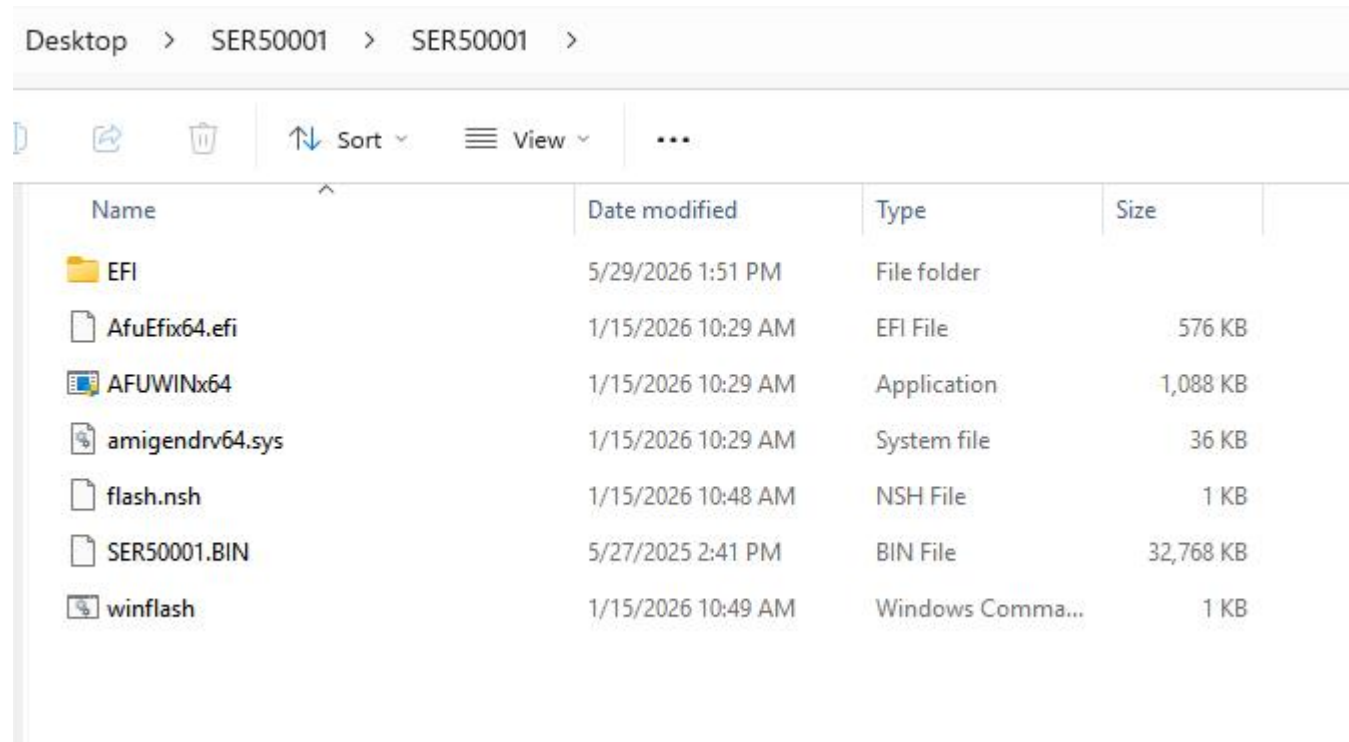 Desktop > SER50001 > SER50001 >
Sort View ...
Name Date modified Type Size
EFI 5/29/2026 1:51 PM File folder
AfuEfix64.efi 1/15/2026 10:29 AM EFI File 576 KB
AFUWINx64 1/15/2026 10:29 AM Application 1,088 KB
amigendrv64.sys 1/15/2026 10:29 AM System file 36 KB
flash.nsh 1/15/2026 10:48 AM NSH File 1 KB
SER50001.BIN 5/27/2025 2:41 PM BIN File 32,768 KB
winflash 1/15/2026 10:49 AM Windows Comma... 1 KB